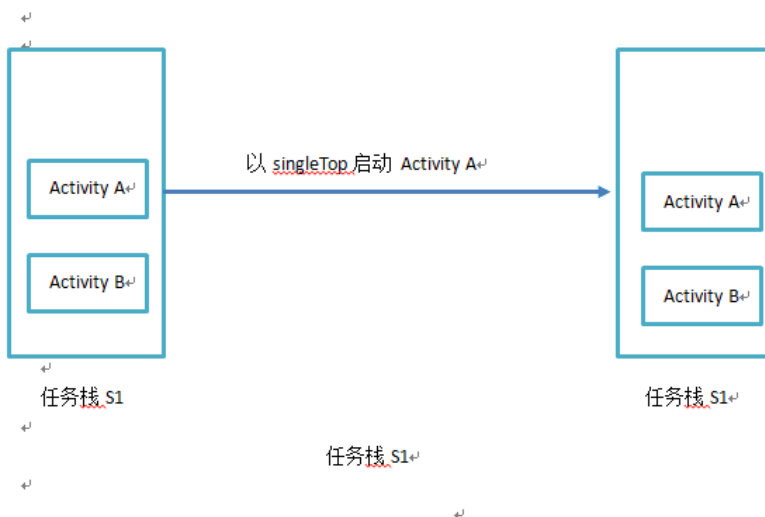 以 singleTop 启动 Activity A
Activity A
Activity A
Activity B
Activity B
任务栈 S1
任务栈 S1
任务栈 S1